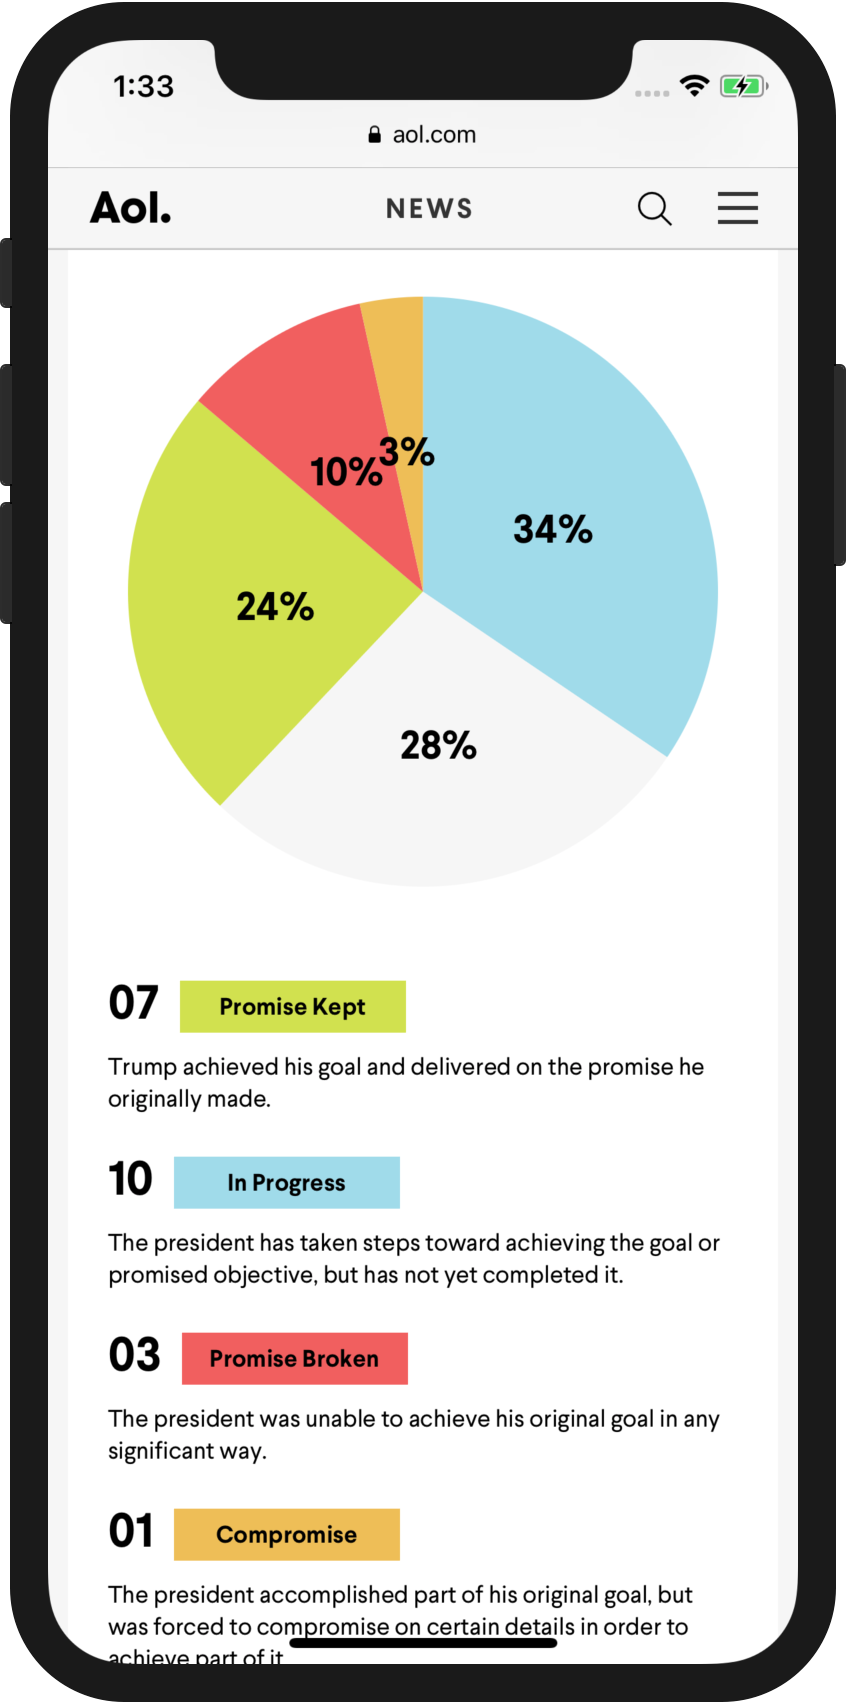 1:33
aol.com
Aol.
NEWS
3%
10%
34%
24%
28%
07 Promise Kept
Trump achieved his goal and delivered on the promise he
originally made.
10 In Progress
The president has taken steps toward achieving the goal or
promised objective, but has not yet completed it.
03 Promise Broken
The president was unable to achieve his original goal in any
significant way.
01 Compromise
The president accomplished part of his original goal, but
was forced to compromise on certain details in order to
achieve part of it